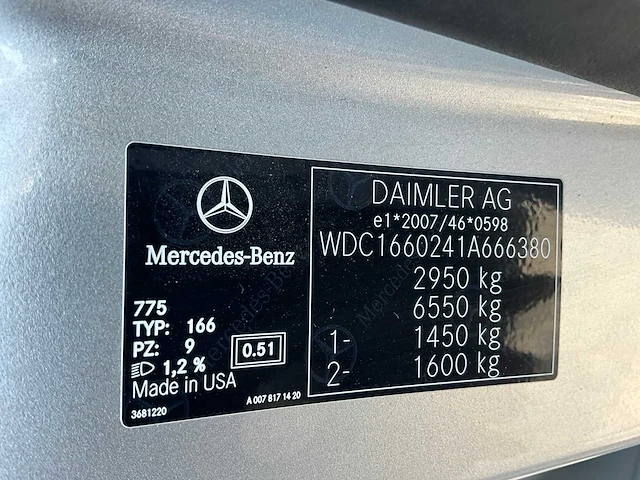 Mercedes-Benz
775
TYP: 166
PZ: 9
1,2 %
0.51
Made in USA
3681220
A 007 817 14 20
DAIMLER AG
e1*2007/46*0598
WDC1660241A666380
2950 kg
6550 kg
1- 1450 kg
2- 1600 kg